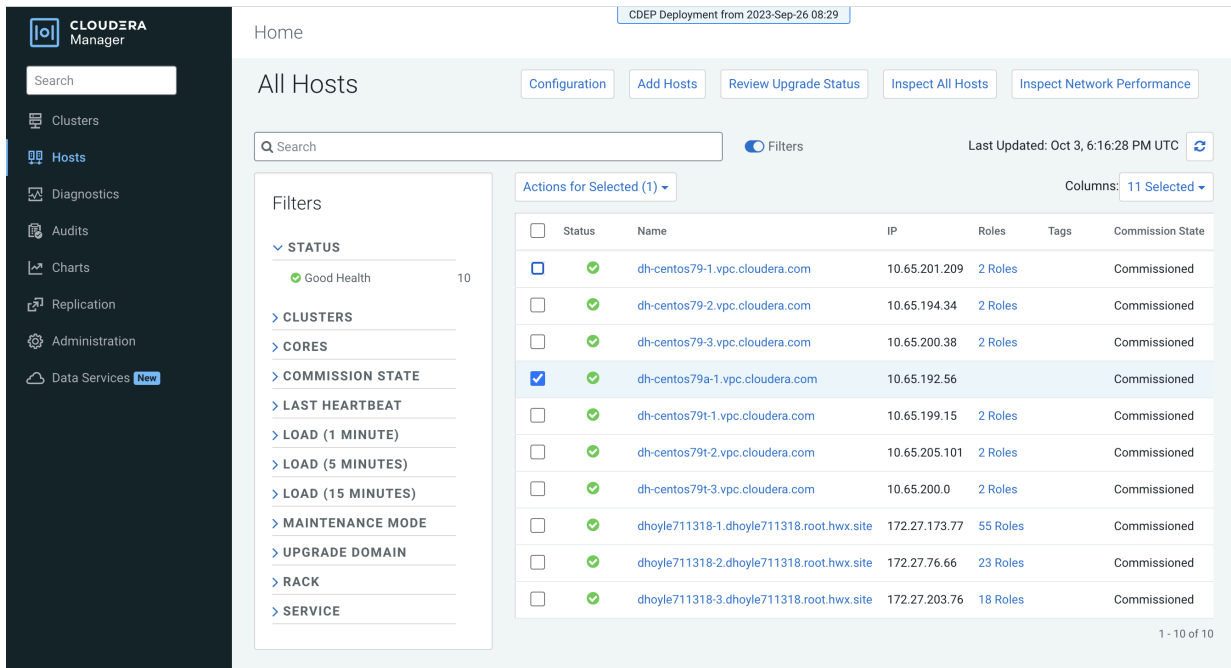 CLOUDERA
Manager
Search
Clusters
Hosts
Diagnostics
Audits
Charts
Replication
Administration
Data Services New
CDEP Deployment from 2023-Sep-26 08:29
Home
All Hosts
Configuration
Add Hosts
Review Upgrade Status
Inspect All Hosts
Inspect Network Performance
Search
Filters
Last Updated: Oct 3, 6:16:28 PM UTC
Filters
STATUS
Good Health 10
CLUSTERS
CORES
COMMISSION STATE
LAST HEARTBEAT
LOAD (1 MINUTE)
LOAD (5 MINUTES)
LOAD (15 MINUTES)
MAINTENANCE MODE
UPGRADE DOMAIN
RACK
SERVICE
Actions for Selected (1)
Columns: 11 Selected
Status Name IP Roles Tags Commission State
dh-centos79-1.vpc.cloudera.com 10.65.201.209 2 Roles Commissioned
dh-centos79-2.vpc.cloudera.com 10.65.194.34 2 Roles Commissioned
dh-centos79-3.vpc.cloudera.com 10.65.200.38 2 Roles Commissioned
dh-centos79a-1.vpc.cloudera.com 10.65.192.56 Commissioned
dh-centos79t-1.vpc.cloudera.com 10.65.199.15 2 Roles Commissioned
dh-centos79t-2.vpc.cloudera.com 10.65.205.101 2 Roles Commissioned
dh-centos79t-3.vpc.cloudera.com 10.65.200.0 2 Roles Commissioned
dhoyle711318-1.dhoyle711318.root.hwx.site 172.27.173.77 55 Roles Commissioned
dhoyle711318-2.dhoyle711318.root.hwx.site 172.27.76.66 23 Roles Commissioned
dhoyle711318-3.dhoyle711318.root.hwx.site 172.27.203.76 18 Roles Commissioned
1 - 10 of 10